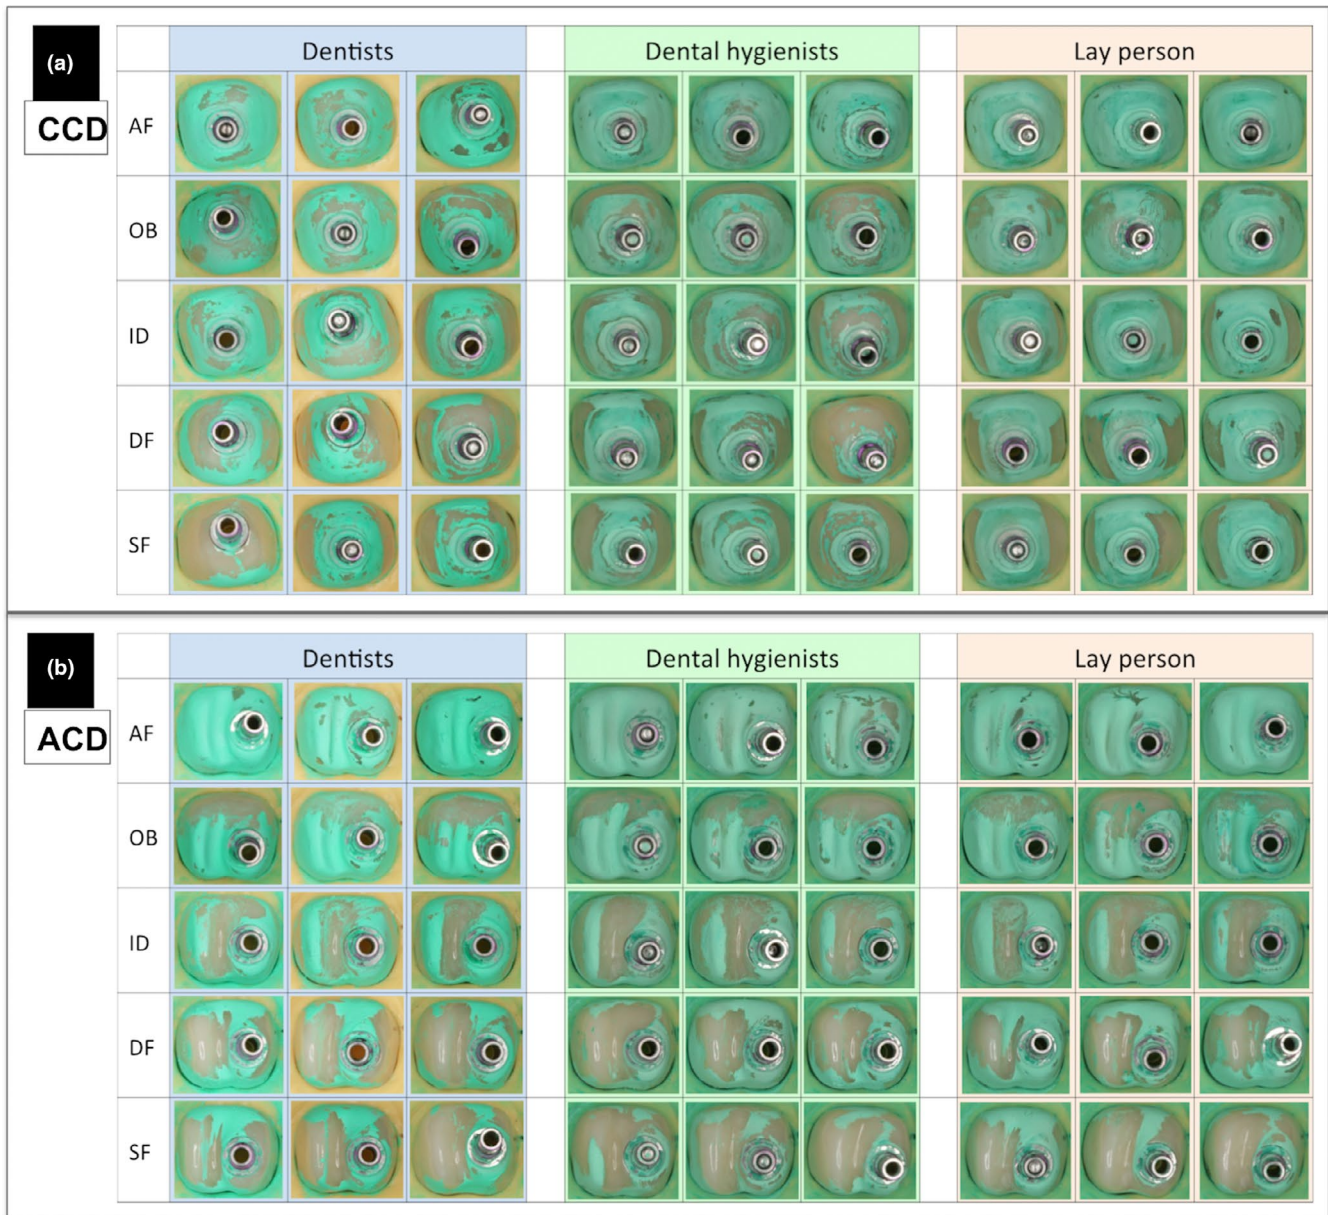 (a)
CCD
Dentists
Dental hygienists
Lay person
AF
OB
ID
DF
SF
(b)
ACD
Dentists
Dental hygienists
Lay person
AF
OB
ID
DF
SF